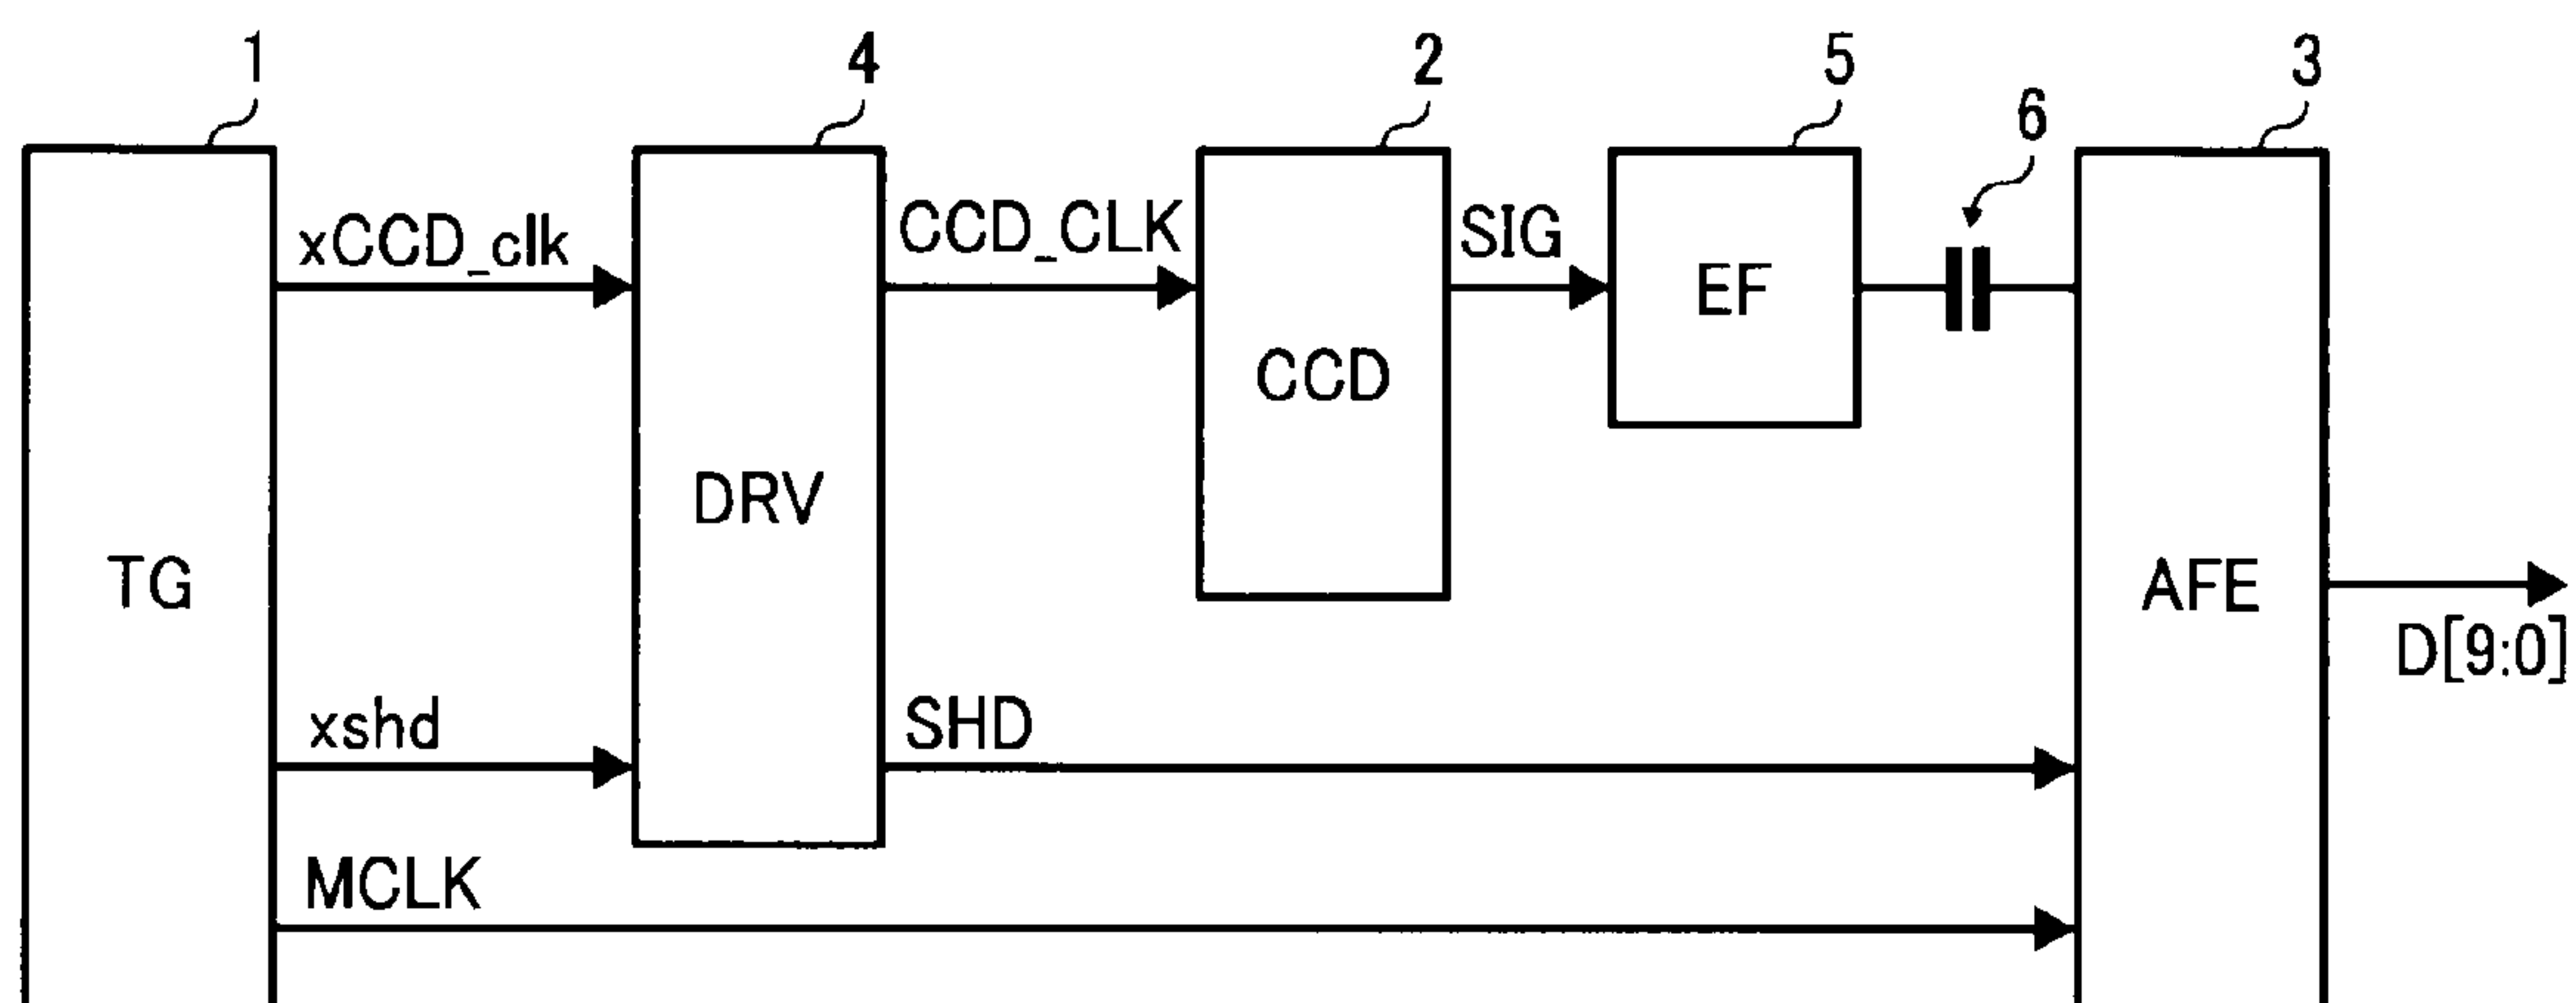 1
4
2
5
6
3
xCCD_clk
CCD_CLK
SIG
EF
CCD
DRV
TG
AFE
D[9:0]
xshd
SHD
MCLK